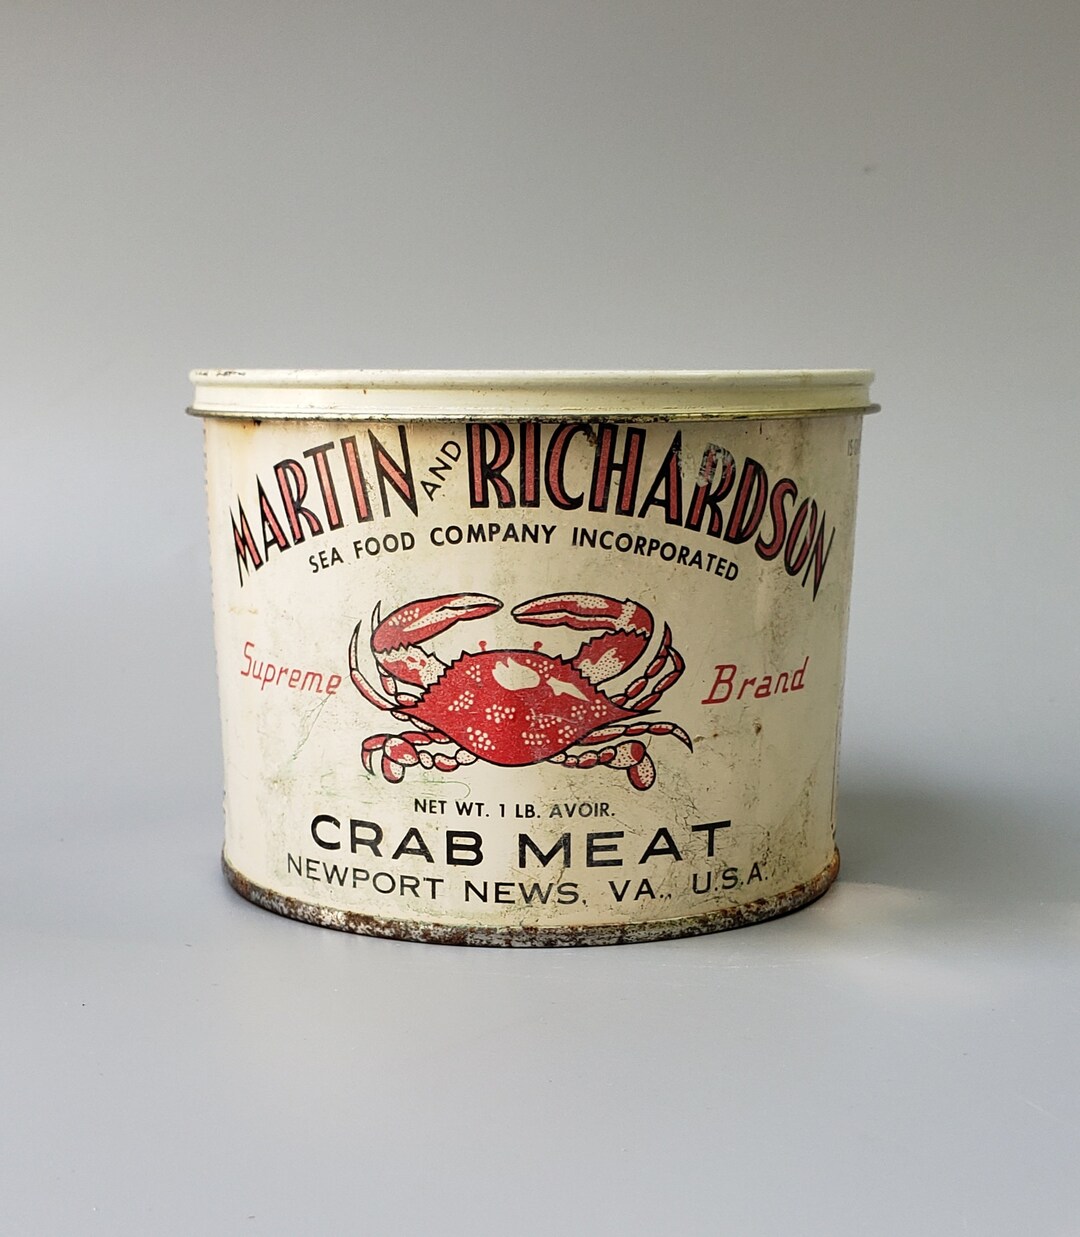 MARTIN AND RICHARDSON
SEA FOOD COMPANY INCORPORATED
Supreme Brand
NET WT. 1 LB. AVOIR.
CRAB MEAT
NEWPORT NEWS, VA., U.S.A.